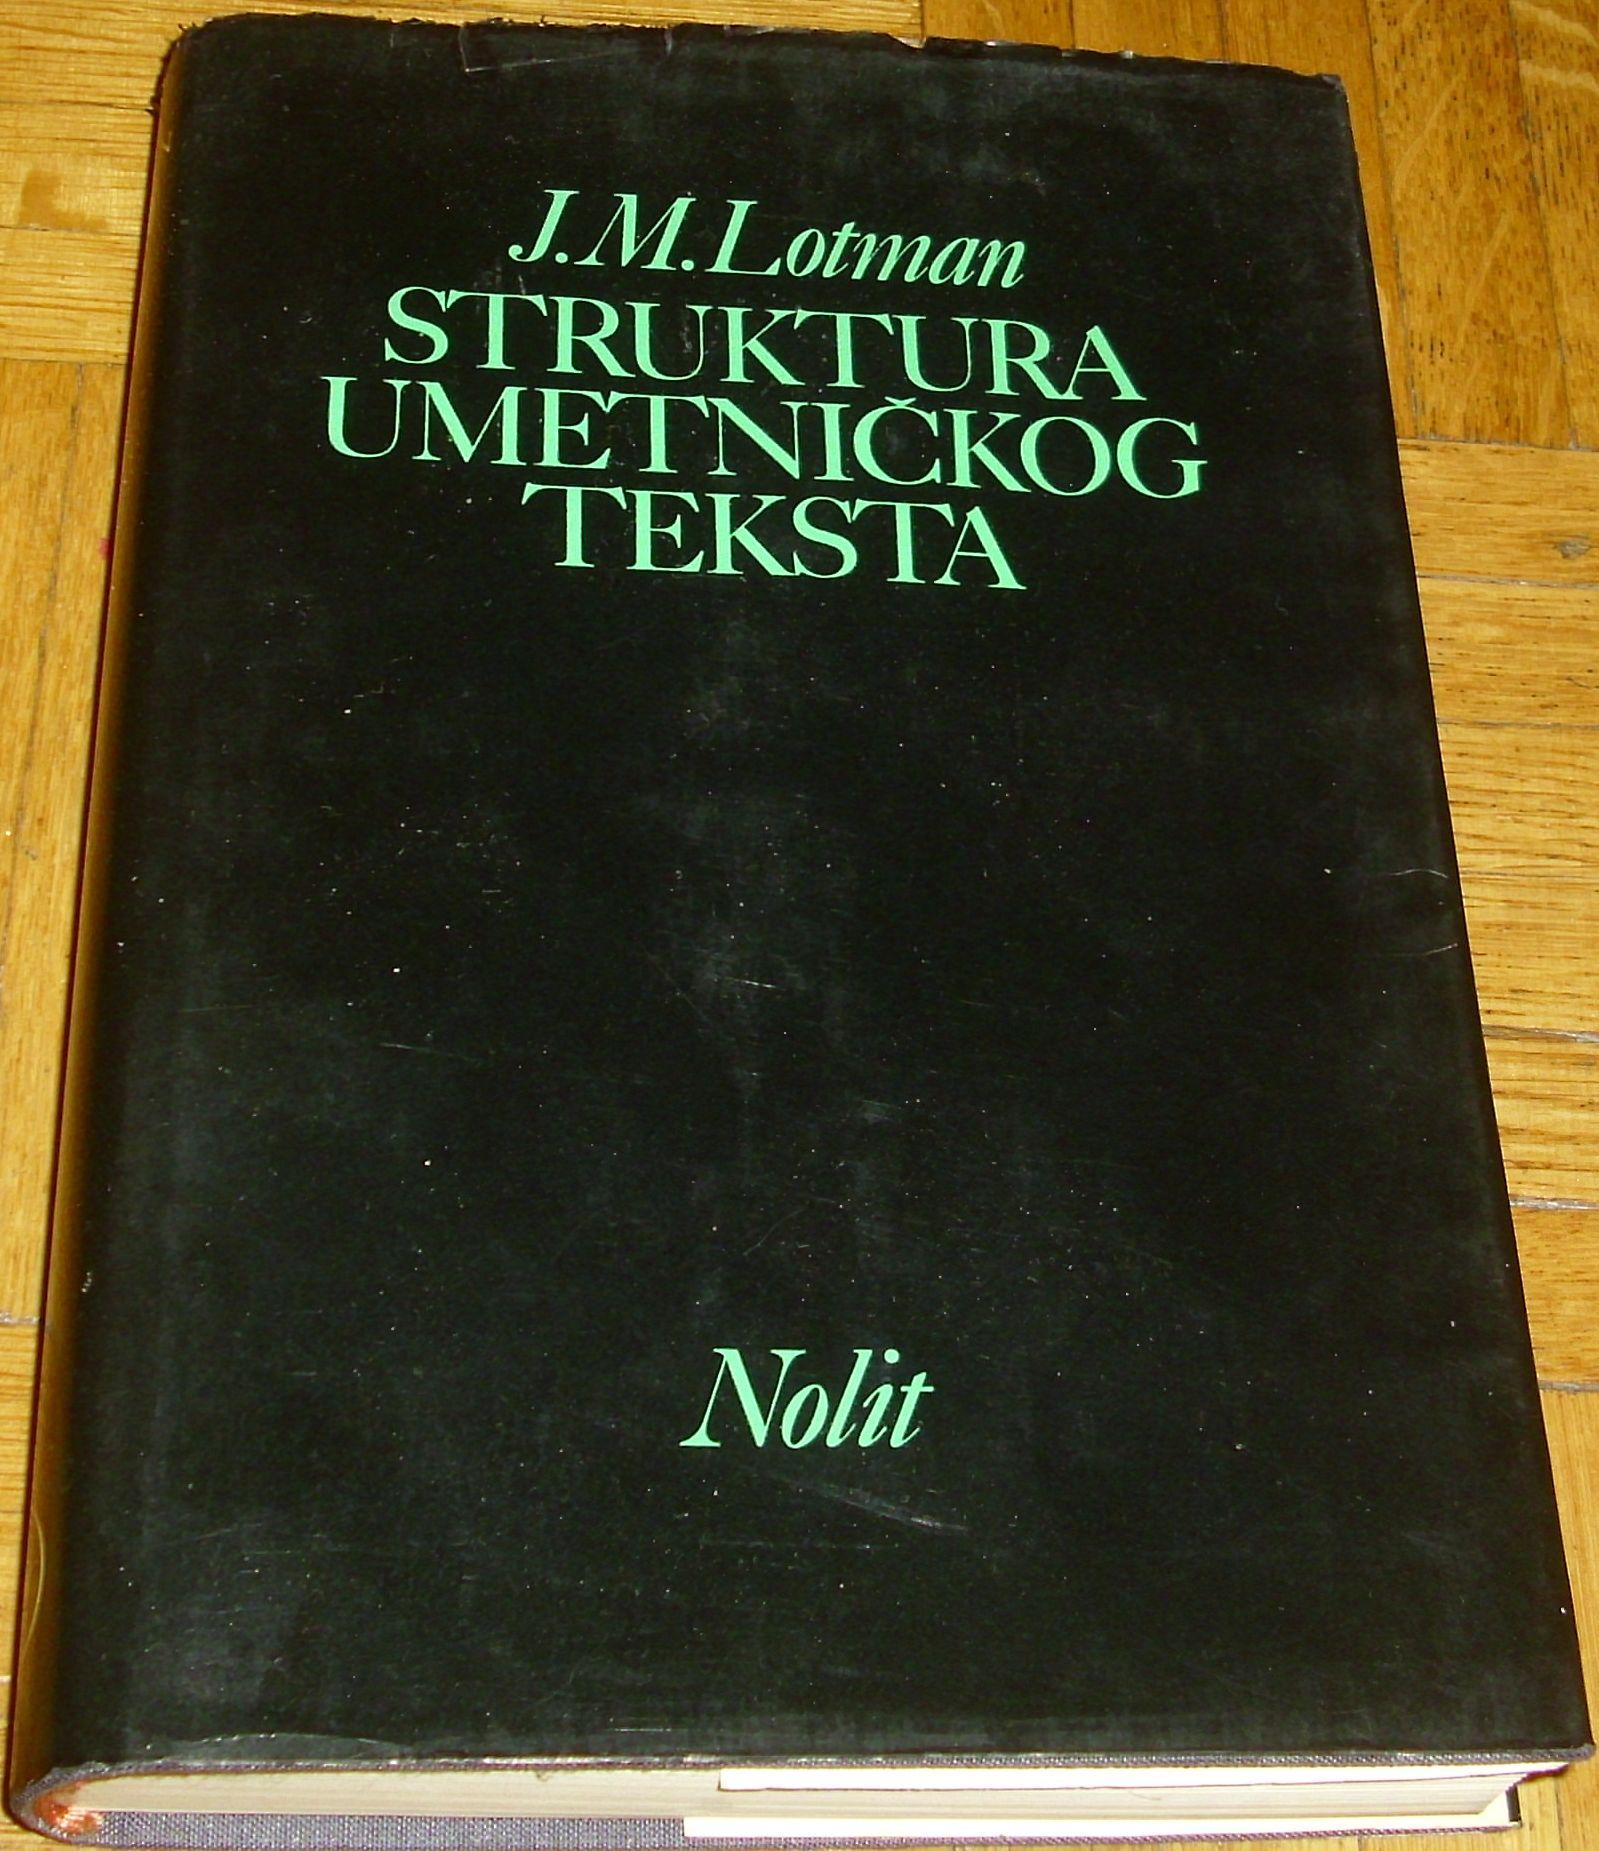 J.M.Lotman
STRUKTURA
UMETNIČKOG
TEKSTA
Nolit